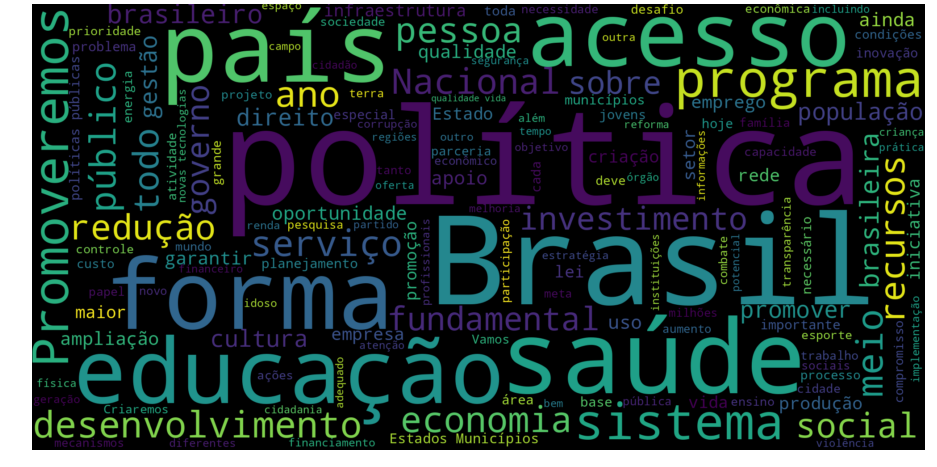 brasileiro
espaço
infraestrutura
toda
necessidade
desafio
econômica
incluindo
prioridade
sociedade
pessoa
acesso
ainda
país
outra
condições
problema
campo
qualidade
segurança
inovação
Promoveremos
cidadão
Nacional
sobre
programa
políticas públicas
público
energia
todo
gestão
projeto
terra
ano
qualidade vida
municípios
emprego
população
atividade
novas tecnologias
governo
grande
direito
especial
Estado
além
jovens
hoje
família
criança
corrupção
regiões
outro
tempo
reforma
prática
política
tanto
parceria
econômico
objetivo
criação
setor
informações
capacidade
oferta
apoio
cada
deve
órgão
rede
brasileira
recursos
iniciativa
redução
oportunidade
melhoria
investimento
renda
pesquisa
partido
Brasil
controle
mundo
serviço
promoção
profissionais
participação
estratégia
instituições
combate
potencial
transparência
necessário
custo
garantir
planejamento
lei
financeiro
forma
papel
novo
idoso
meta
milhões
meio
maior
fundamental
uso
aumento
promover
importante
compromisso
implementação
ampliação
cultura
empresa
atenção
Vamos
saúde
esporte
educação
trabalho
sociais
processo
física
ações
adequado
cidade
geração
área
bem
base
pública
vida
ensino
produção
Criaremos
cidadania
desenvolvimento
economia
sistema
social
mecanismos
diferentes
financiamento
Estados Municípios
violência